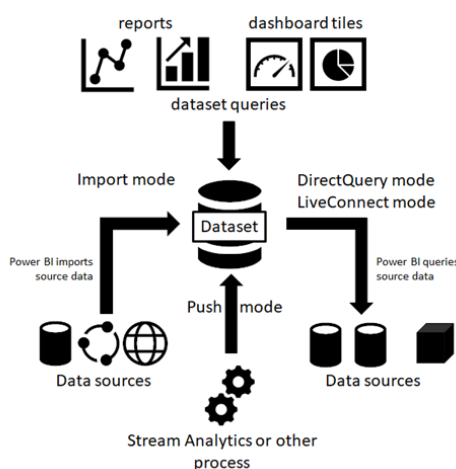 reports
dashboard tiles
dataset queries
Import mode
DirectQuery mode
LiveConnect mode
Dataset
Power BI imports
source data
Power BI queries
source data
Push mode
Data sources
Data sources
Stream Analytics or other
process